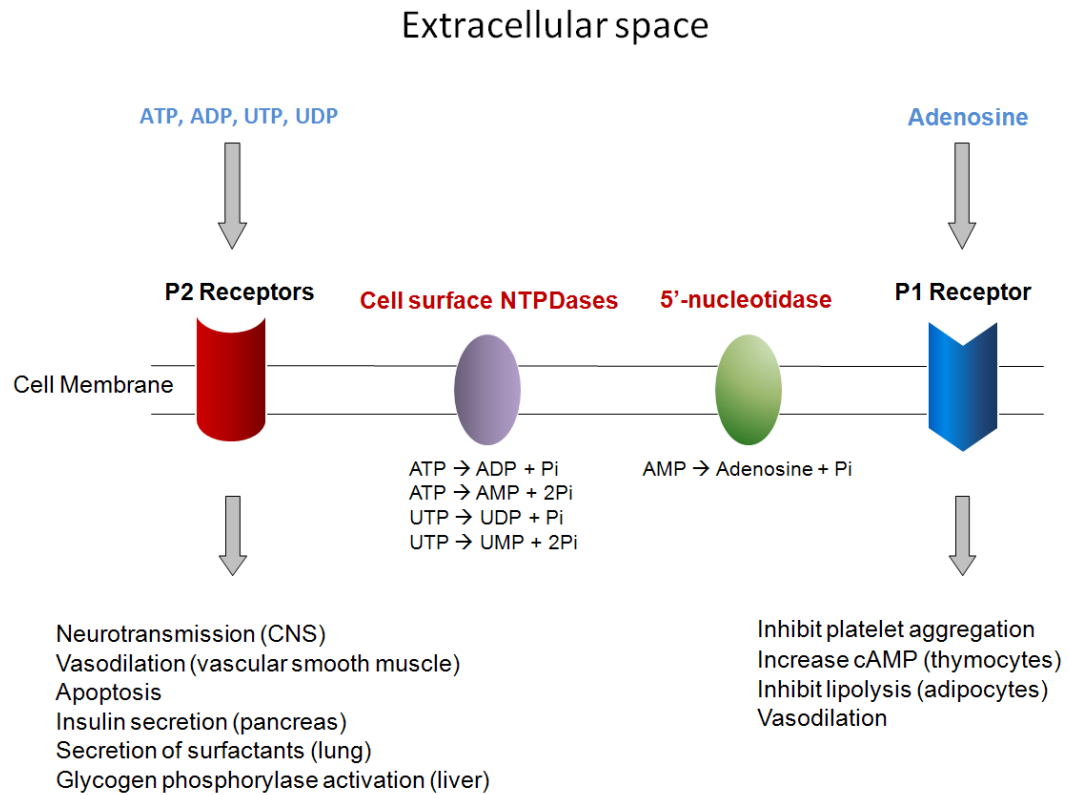 Extracellular space
ATP, ADP, UTP, UDP
Adenosine
P2 Receptors
Cell surface NTPDases
5’-nucleotidase
P1 Receptor
Cell Membrane
ATP → ADP + Pi
ATP → AMP + 2Pi
UTP → UDP + Pi
UTP → UMP + 2Pi
AMP → Adenosine + Pi
Neurotransmission (CNS)
Vasodilation (vascular smooth muscle)
Apoptosis
Insulin secretion (pancreas)
Secretion of surfactants (lung)
Glycogen phosphorylase activation (liver)
Inhibit platelet aggregation
Increase cAMP (thymocytes)
Inhibit lipolysis (adipocytes)
Vasodilation